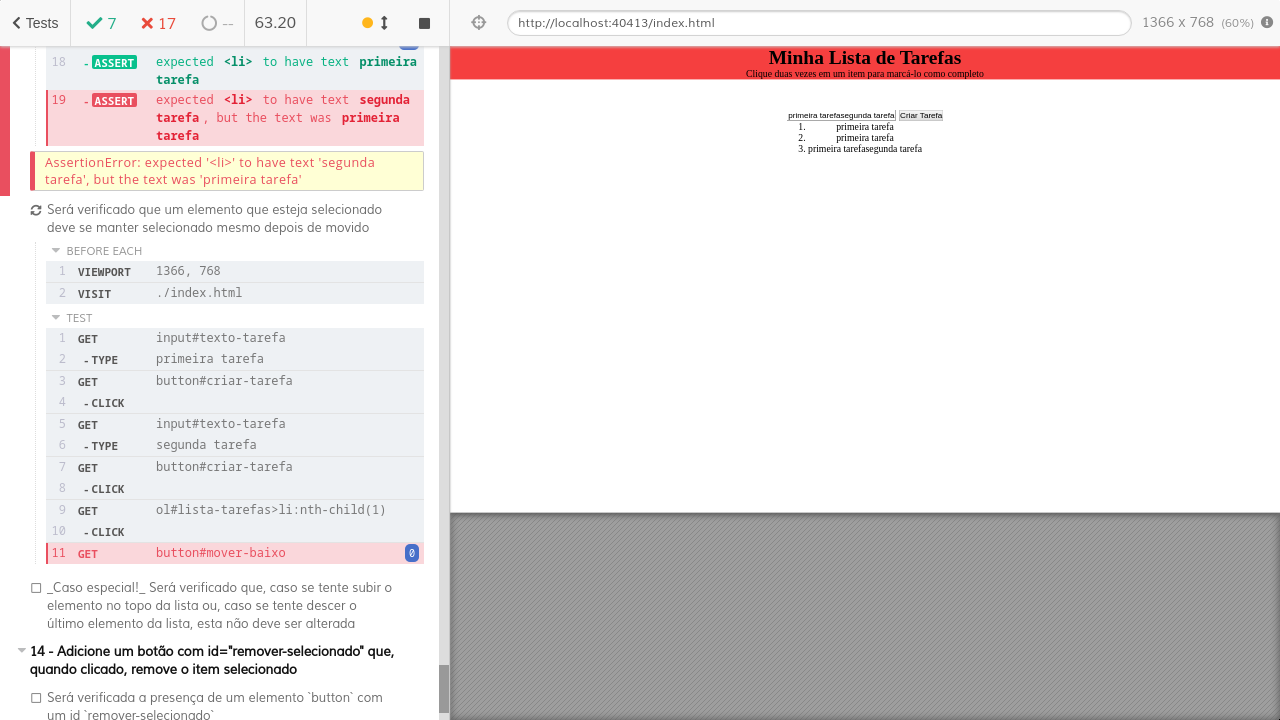 Tests 7 17 -- 63.20 http://localhost:40413/index.html 1366 x 768 (60%)
18 - ASSERT expected <li> to have text primeira
tarefa
19 - ASSERT expected <li> to have text segunda
tarefa , but the text was primeira
tarefa
AssertionError: expected '<li>' to have text 'segunda
tarefa', but the text was 'primeira tarefa'
Será verificado que um elemento que esteja selecionado
deve se manter selecionado mesmo depois de movido
BEFORE EACH
1 VIEWPORT 1366, 768
2 VISIT ./index.html
TEST
1 GET input#texto-tarefa
2 - TYPE primeira tarefa
3 GET button#criar-tarefa
4 - CLICK
5 GET input#texto-tarefa
6 - TYPE segunda tarefa
7 GET button#criar-tarefa
8 - CLICK
9 GET ol#lista-tarefas>li:nth-child(1)
10 - CLICK
11 GET button#mover-baixo 0
_Caso especial!_ Será verificado que, caso se tente subir o
elemento no topo da lista ou, caso se tente descer o
último elemento da lista, esta não deve ser alterada
14 - Adicione um botão com id="remover-selecionado" que,
quando clicado, remove o item selecionado
Será verificada a presença de um elemento `button` com
um id `remover-selecionado`
Minha Lista de Tarefas
Clique duas vezes em um item para marcá-lo como completo
primeira tarefasegunda tarefa Criar Tarefa
1. primeira tarefa
2. primeira tarefa
3. primeira tarefasegunda tarefa